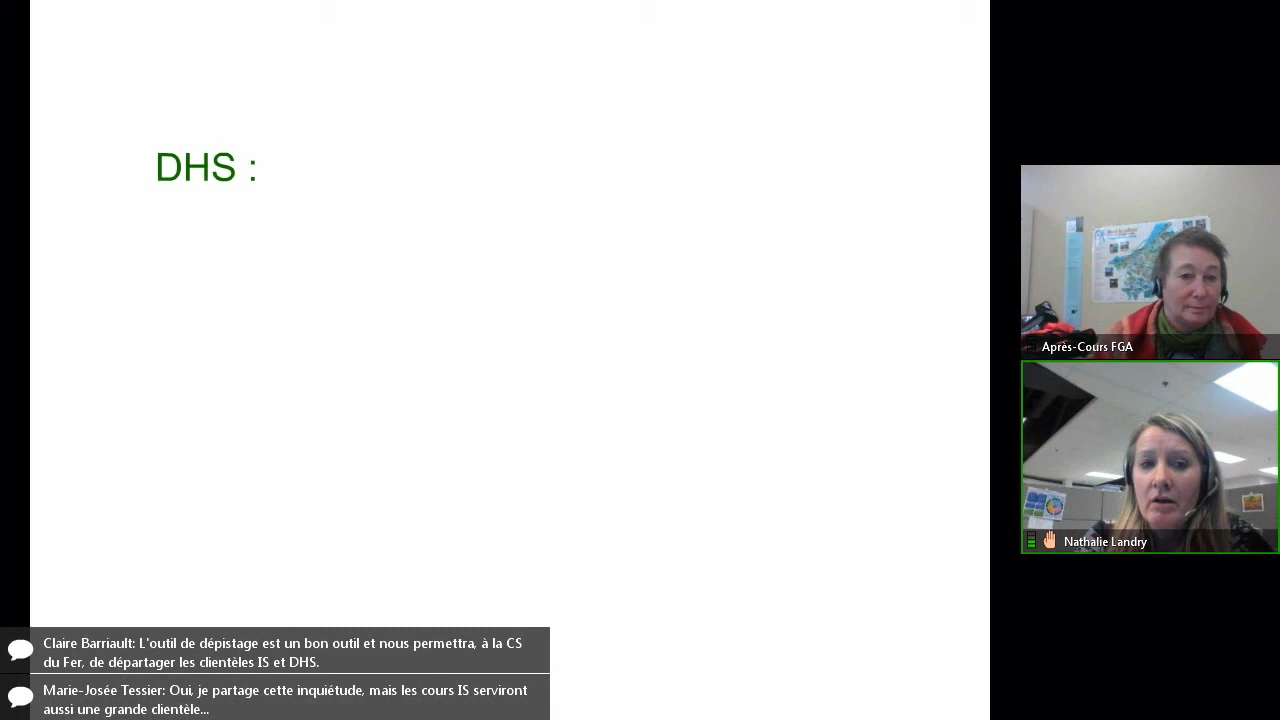 DHS :
Après-Cours FGA
Nathalie Landry
Claire Barriault: L'outil de dépistage est un bon outil et nous permettra, à la CS
du Fer, de départager les clientèles IS et DHS.
Marie-Josée Tessier: Oui, je partage cette inquiétude, mais les cours IS serviront
aussi une grande clientèle...